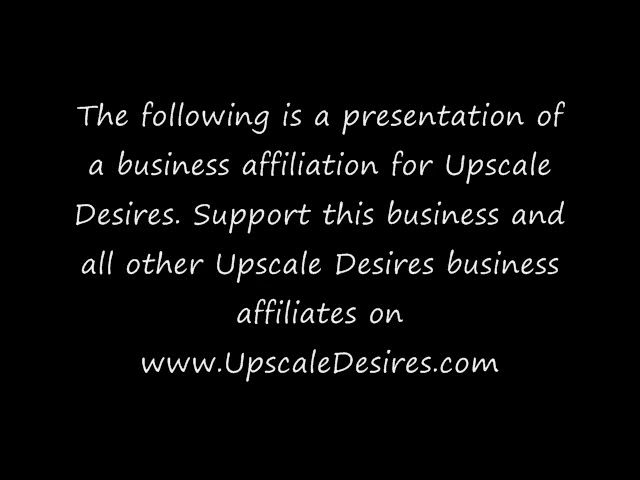 The following is a presentation of
a business affiliation for Upscale
Desires. Support this business and
all other Upscale Desires business
affiliates on
www.UpscaleDesires.com